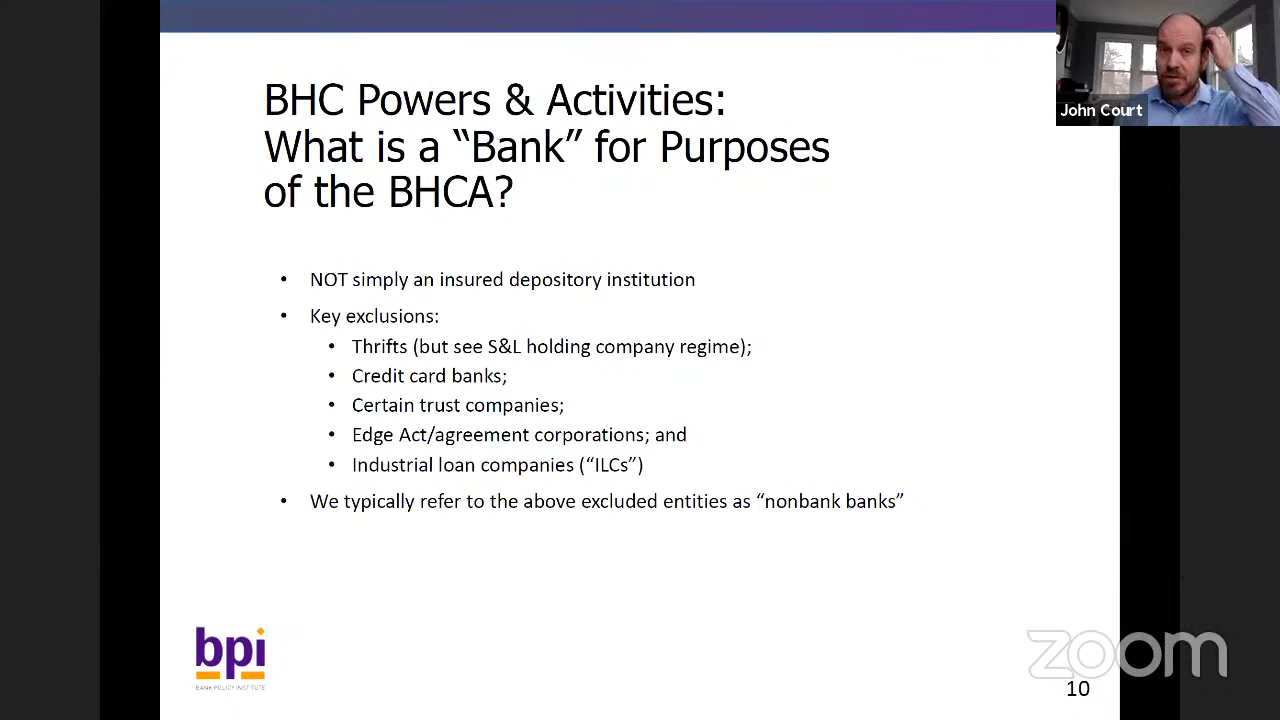 John Court
BHC Powers & Activities:
What is a “Bank” for Purposes
of the BHCA?
• NOT simply an insured depository institution
• Key exclusions:
• Thrifts (but see S&L holding company regime);
• Credit card banks;
• Certain trust companies;
• Edge Act/agreement corporations; and
• Industrial loan companies (“ILCs”)
• We typically refer to the above excluded entities as “nonbank banks”
bpi
BANK POLICY INSTITUTE
zoom
10